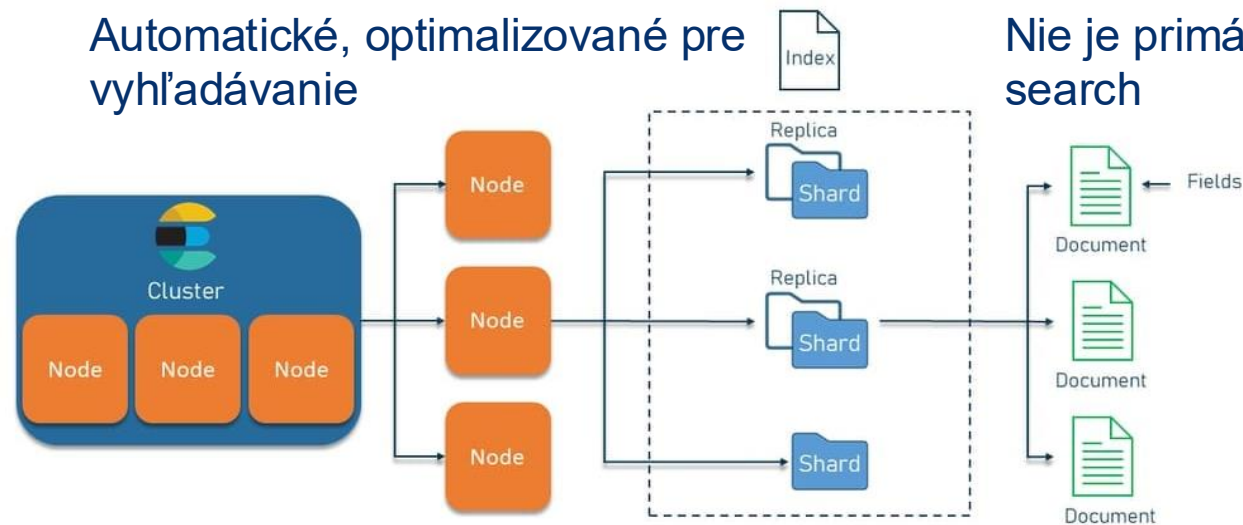 Automatické, optimalizované pre
vyhľadávanie
Index
Nie je primá
search
Cluster
Node
Node
Node
Node
Node
Node
Replica
Shard
Replica
Shard
Shard
Document
Fields
Document
Document